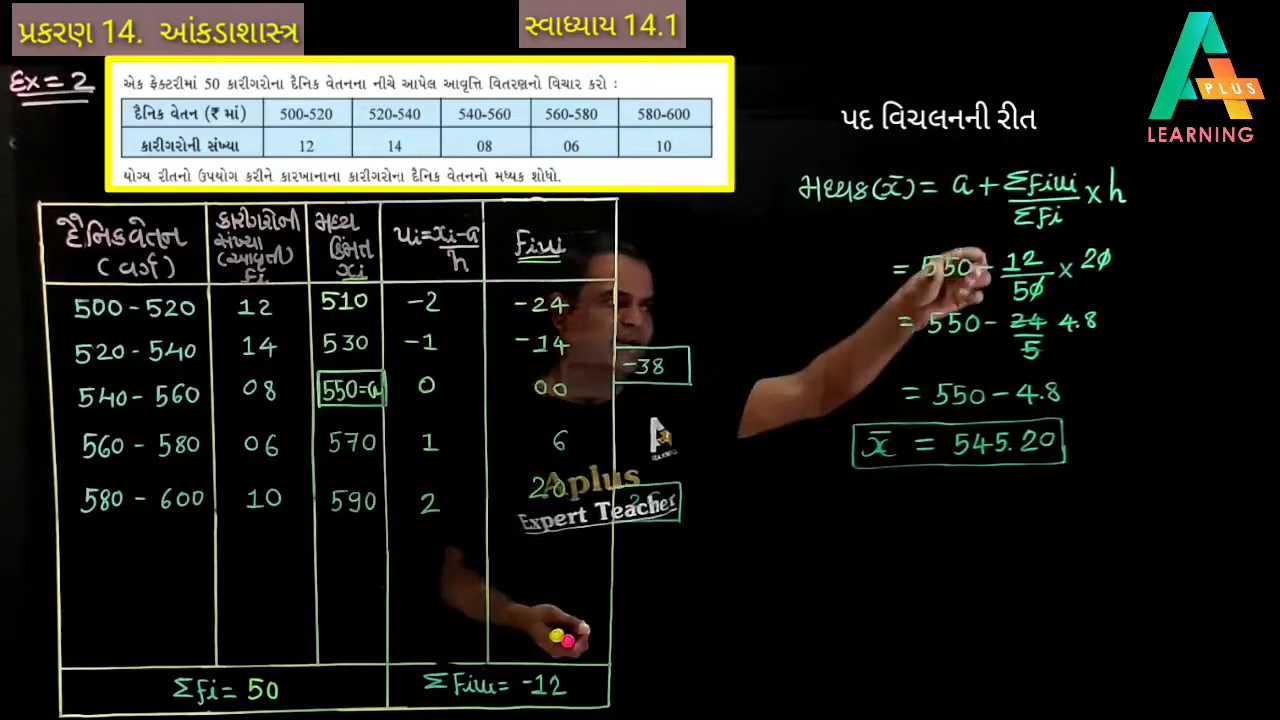 પ્રકરણ 14. આંકડાશાસ્ત્ર
સ્વાધ્યાય 14.1
A PLUS
LEARNING
Ex = 2
એક ફેક્ટરીમાં 50 કારીગરોના દૈનિક વેતનના નીચે આપેલ આવૃત્તિ વિતરણનો વિચાર કરો :
દૈનિક વેતન (₹ માં) 500-520 520-540 540-560 560-580 580-600
કારીગરોની સંખ્યા 12 14 08 06 10
યોગ્ય રીતનો ઉપયોગ કરીને કારખાનાના કારીગરોના દૈનિક વેતનનો મધ્યક શોધો.
દૈનિક વેતન (વર્ગ) કારીગરોની સંખ્યા (આવૃતી) fi મધ્ય કિંમત xi ui = xi-a/h fiui
500 - 520 12 510 -2 -24
520 - 540 14 530 -1 -14
-38
540 - 560 08 550=a 0 00
560 - 580 06 570 1 6
580 - 600 10 590 2 20
Σfi = 50 Σfiui = -12
પદ વિચલનની રીત
મધ્યક (x̄) = a + Σfiui/Σfi × h
= 550 - 12/50 × 20
= 550 - 24/5 4.8
= 550 - 4.8
x̄ = 545.20
A
LEARNING
Aplus
Expert Teacher